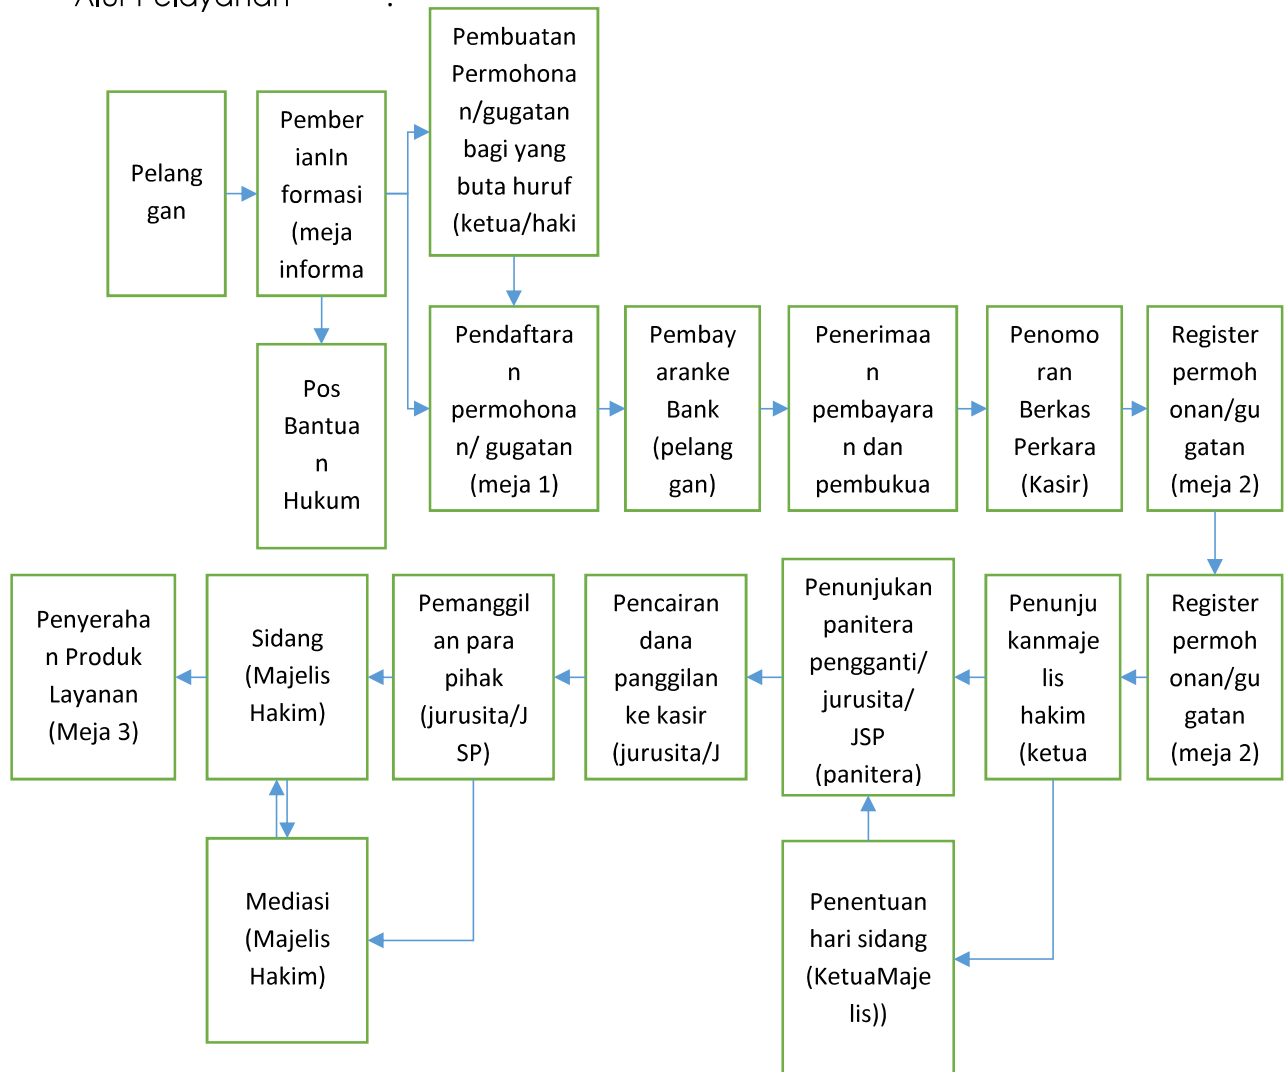 Alur Pelayanan :
Pembuatan
Permohona
n/gugatan
bagi yang
buta huruf
(ketua/haki
Pelang
gan
Pember
ianIn
formasi
(meja
informa
Pos
Bantua
n
Hukum
Pendaftara
n
permohona
n/ gugatan
(meja 1)
Pembay
aranke
Bank
(pelang
gan)
Penerimaa
n
pembayara
n dan
pembukua
Penomo
ran
Berkas
Perkara
(Kasir)
Register
permoh
onan/gu
gatan
(meja 2)
Register
permoh
onan/gu
gatan
(meja 2)
Penunju
kanmaje
lis
hakim
(ketua
Penunjukan
panitera
pengganti/
jurusita/
JSP
(panitera)
Pencairan
dana
panggilan
ke kasir
(jurusita/J
Pemanggil
an para
pihak
(jurusita/J
SP)
Sidang
(Majelis
Hakim)
Penyeraha
n Produk
Layanan
(Meja 3)
Mediasi
(Majelis
Hakim)
Penentuan
hari sidang
(KetuaMaje
lis))